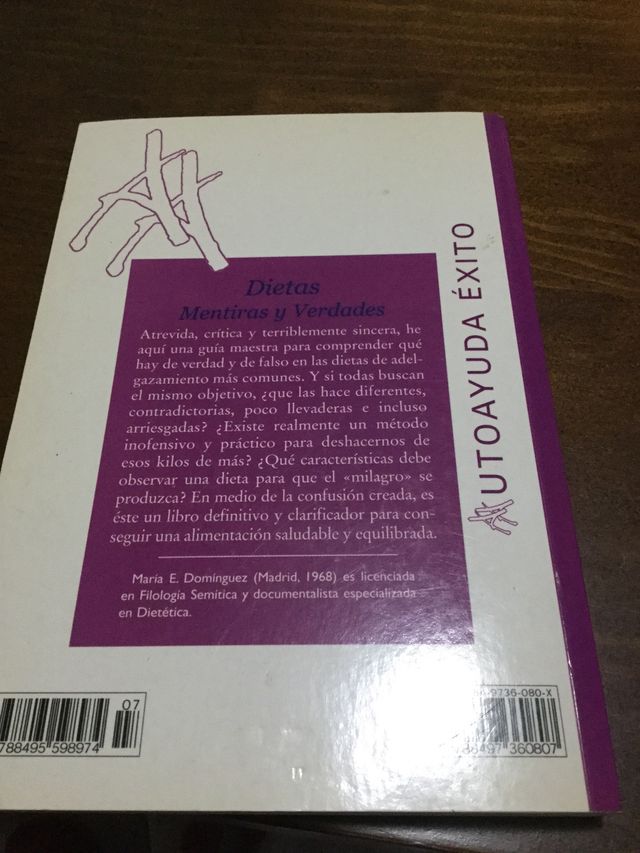 Dietas
Mentiras y Verdades
Atrevida, crítica y terriblemente sincera, he
aquí una guía maestra para comprender qué
hay de verdad y de falso en las dietas de adel-
gazamiento más comunes. Y si todas buscan
el mismo objetivo, ¿que las hace diferentes,
contradictorias, poco llevaderas e incluso
arriesgadas? ¿Existe realmente un método
inofensivo y práctico para deshacernos de
esos kilos de más? ¿Qué características debe
observar una dieta para que el «milagro» se
produzca? En medio de la confusión creada, es
éste un libro definitivo y clarificador para con-
seguir una alimentación saludable y equilibrada.
María E. Domínguez (Madrid, 1968) es licenciada
en Filología Semítica y documentalista especializada
en Dietética.
AUTOAYUDA ÉXITO
07
788495 598974
-9736-080-X
788497 360807